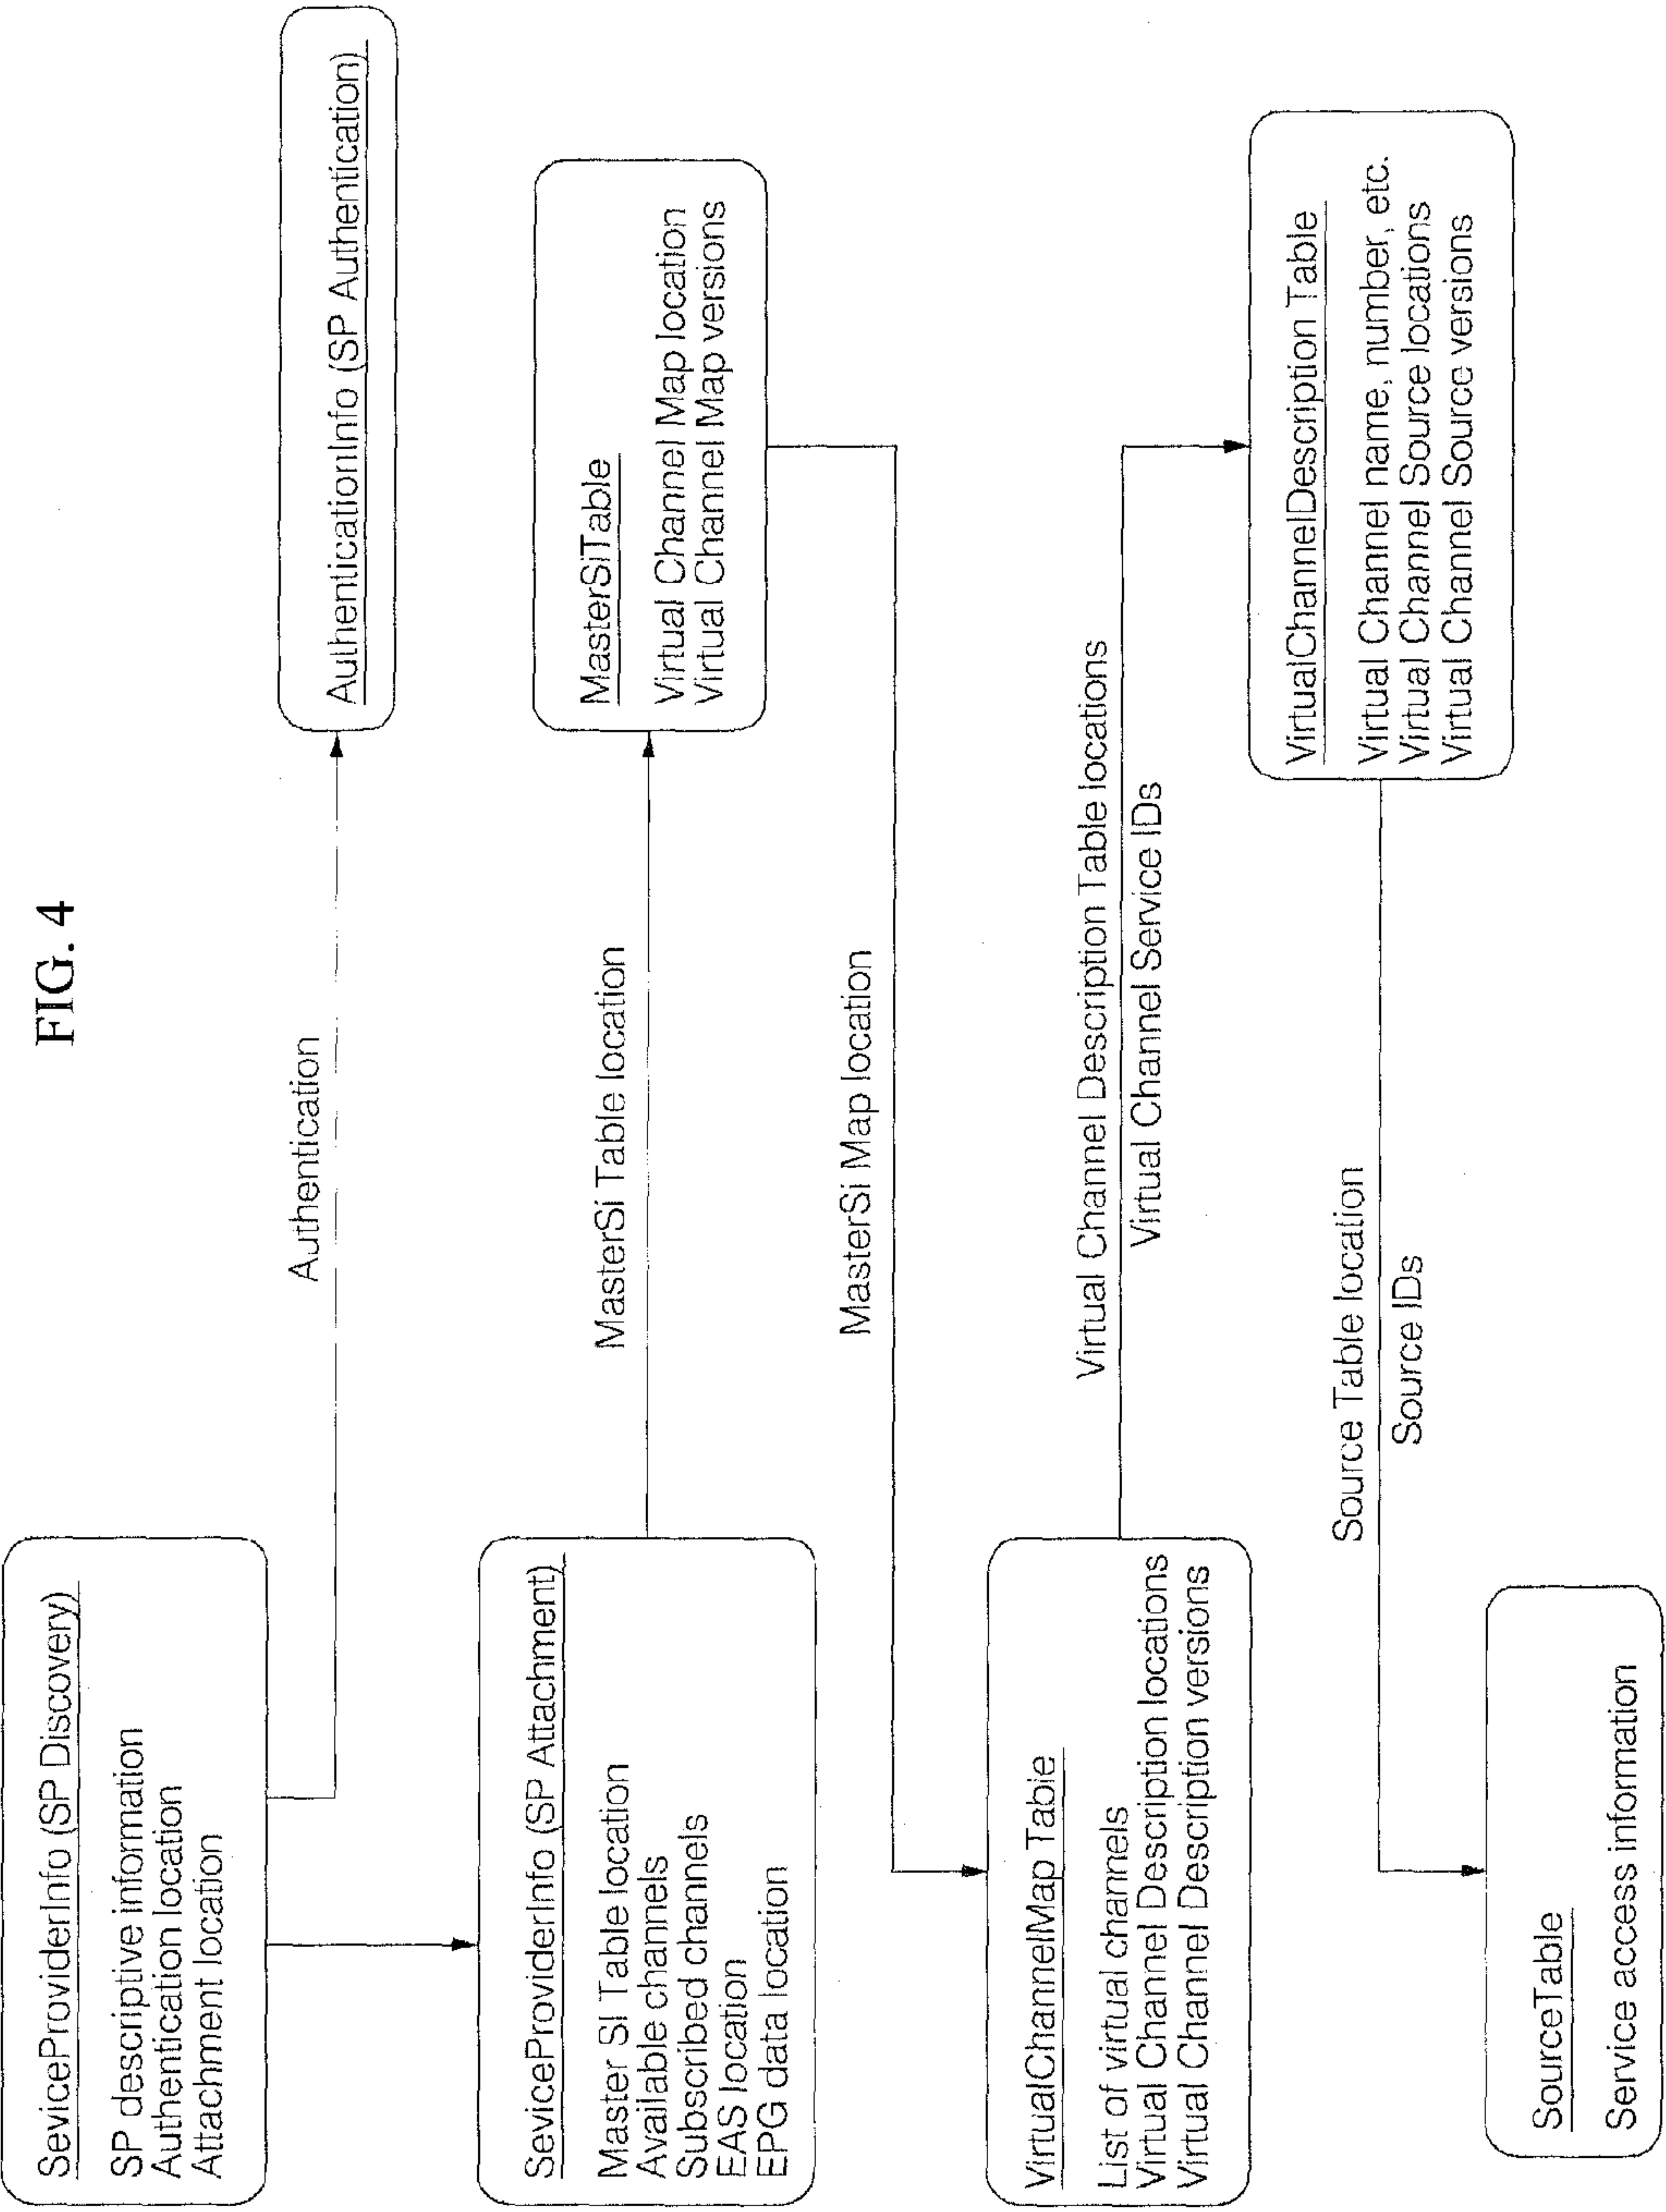 FIG. 4
SeviceProviderInfo (SP Discovery)
SP descriptive information
Authentication location
Attachment location
Authentication
AuthenticationInfo (SP Authentication)
SeviceProviderInfo (SP Attachment)
Master SI Table location
Available channels
Subscribed channels
EAS location
EPG data location
MasterSi Table location
MasterSiTable
Virtual Channel Map location
Virtual Channel Map versions
MasterSi Map location
VirtualChannelMap Table
List of virtual channels
Virtual Channel Description locations
Virtual Channel Description versions
Virtual Channel Description Table locations
Virtual Channel Service IDs
VirtualChannelDescription Table
Virtual Channel name, number, etc.
Virtual Channel Source locations
Virtual Channel Source versions
Source Table location
Source IDs
SourceTable
Service access information